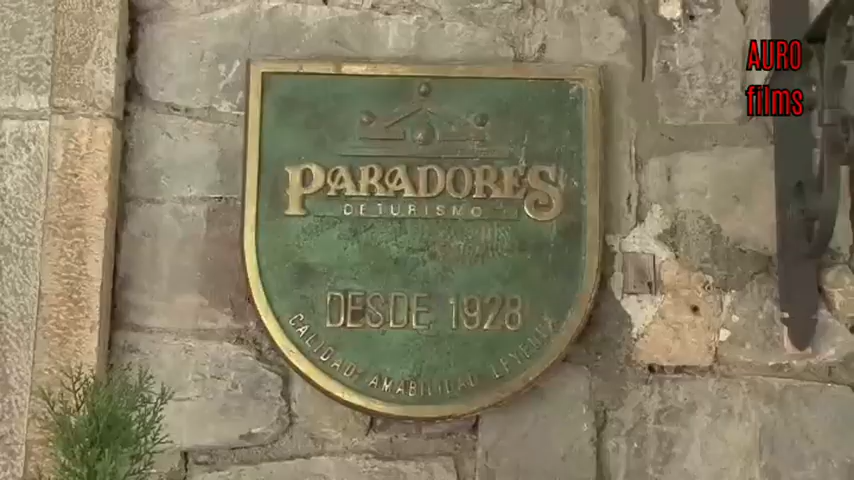 AURO
films
PARADORES
DE TURISMO
DESDE 1928
CALIDAD, AMABILIDAD, LEYENDA